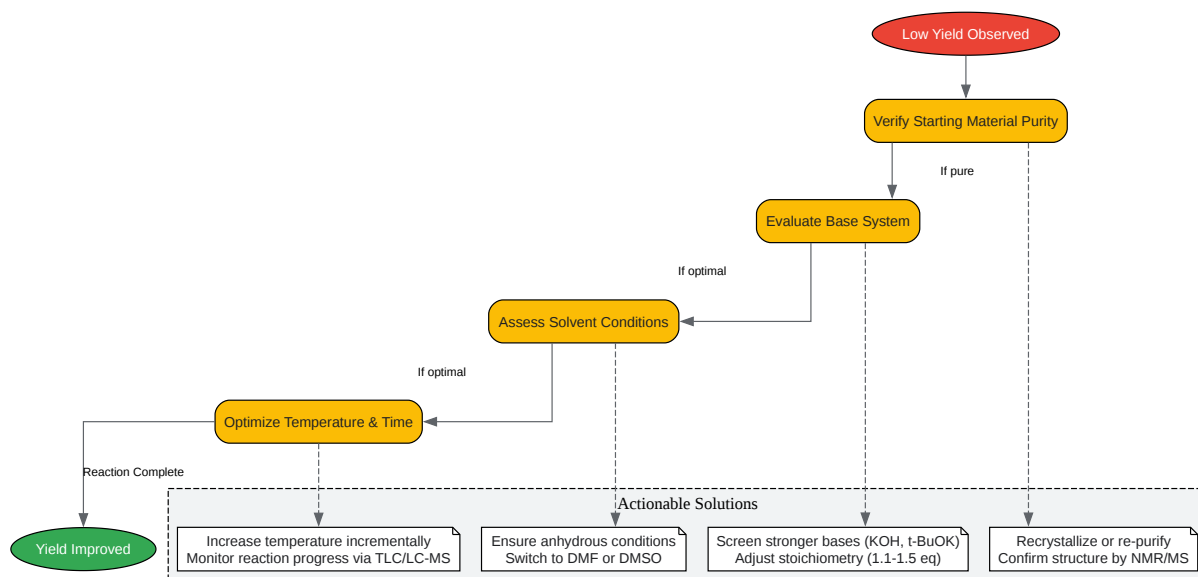 Low Yield Observed
Verify Starting Material Purity
If pure
Evaluate Base System
If optimal
Assess Solvent Conditions
If optimal
Optimize Temperature & Time
Reaction Complete
Yield Improved
Actionable Solutions
Increase temperature incrementally
Monitor reaction progress via TLC/LC-MS
Ensure anhydrous conditions
Switch to DMF or DMSO
Screen stronger bases (KOH, t-BuOK)
Adjust stoichiometry (1.1-1.5 eq)
Recrystallize or re-purify
Confirm structure by NMR/MS